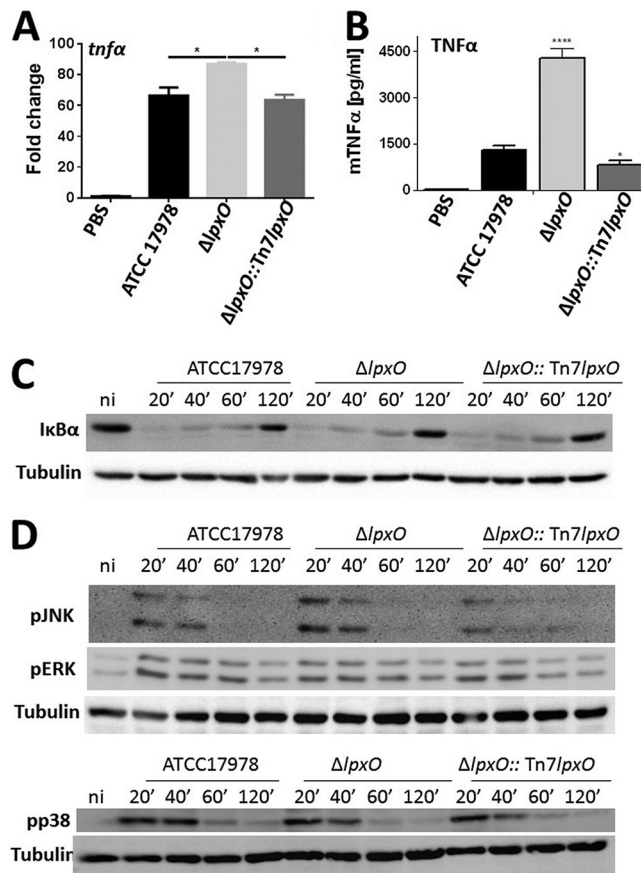 A
tnfα
Fold change
100
80
60
40
20
0
* *
PBS
ATCC 17978
ΔlpxO
ΔlpxO::Tn7lpxO
B
TNFα
mTNFα [pg/ml]
4500
3000
1500
0
****
*
PBS
ATCC 17978
ΔlpxO
ΔlpxO::Tn7lpxO
C
ATCC17978 ΔlpxO ΔlpxO:: Tn7lpxO
ni 20’ 40’ 60’ 120’ 20’ 40’ 60’ 120’ 20’ 40’ 60’ 120’
IκBα
Tubulin
D
ATCC17978 ΔlpxO ΔlpxO:: Tn7lpxO
ni 20’ 40’ 60’ 120’ 20’ 40’ 60’ 120’ 20’ 40’ 60’ 120’
pJNK
pERK
Tubulin
ATCC17978 ΔlpxO ΔlpxO:: Tn7lpxO
ni 20’ 40’ 60’ 120’ 20’ 40’ 60’ 120’ 20’ 40’ 60’ 120’
pp38
Tubulin